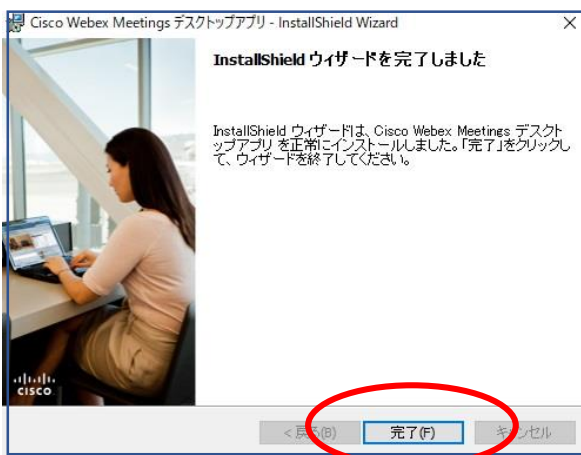 Cisco Webex Meetings デスクトップアプリ - InstallShield Wizard
InstallShield ウィザードを完了しました
InstallShield ウィザードは、Cisco Webex Meetings デスクト
ップアプリ を正常にインストールしました。「完了」をクリックし
て、ウィザードを終了してください。
CISCO
< 戻る(B) 完了(F) キャンセル